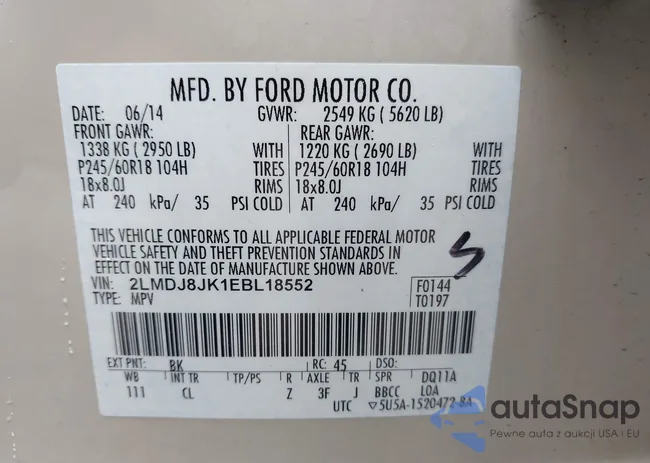 MFD. BY FORD MOTOR CO.
DATE: 06/14 GVWR: 2549 KG ( 5620 LB)
FRONT GAWR: REAR GAWR:
1338 KG ( 2950 LB) WITH 1220 KG ( 2690 LB) WITH
P245/60R18 104H TIRES P245/60R18 104H TIRES
18x8.0J RIMS 18x8.0J RIMS
AT 240 kPa/ 35 PSI COLD AT 240 kPa/ 35 PSI COLD
THIS VEHICLE CONFORMS TO ALL APPLICABLE FEDERAL MOTOR
VEHICLE SAFETY AND THEFT PREVENTION STANDARDS IN
EFFECT ON THE DATE OF MANUFACTURE SHOWN ABOVE.
VIN: 2LMDJ8JK1EBL18552 F0144
TYPE: MPV T0197
EXT PNT: BK RC: 45 DSO:
WB INT TR TP/PS R AXLE TR SPR DQ11A
111 CL Z 3F J BBCC LOA
UTC ▽5U5A-1520472-BA
autaSnap
Pewne auta z aukcji USA i EU